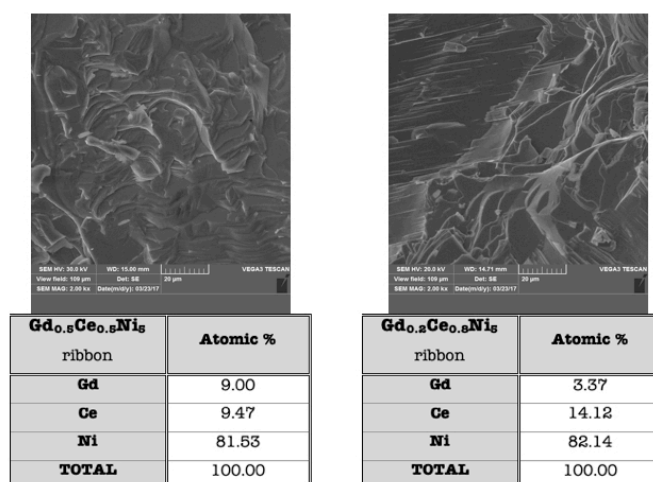 SEM HV: 30.0 kV WD: 15.00 mm VEGA3 TESCAN
View field: 109 µm Det: SE 20 µm
SEM MAG: 2.00 kx Date(m/d/y): 03/23/17
Gd₀.₅Ce₀.₅Ni₅ ribbon Atomic %
Gd 9.00
Ce 9.47
Ni 81.53
TOTAL 100.00
SEM HV: 20.0 kV WD: 14.71 mm VEGA3 TESCAN
View field: 109 µm Det: SE 20 µm
SEM MAG: 2.00 kx Date(m/d/y): 03/23/17
Gd₀.₂Ce₀.₈Ni₅ ribbon Atomic %
Gd 3.37
Ce 14.12
Ni 82.14
TOTAL 100.00